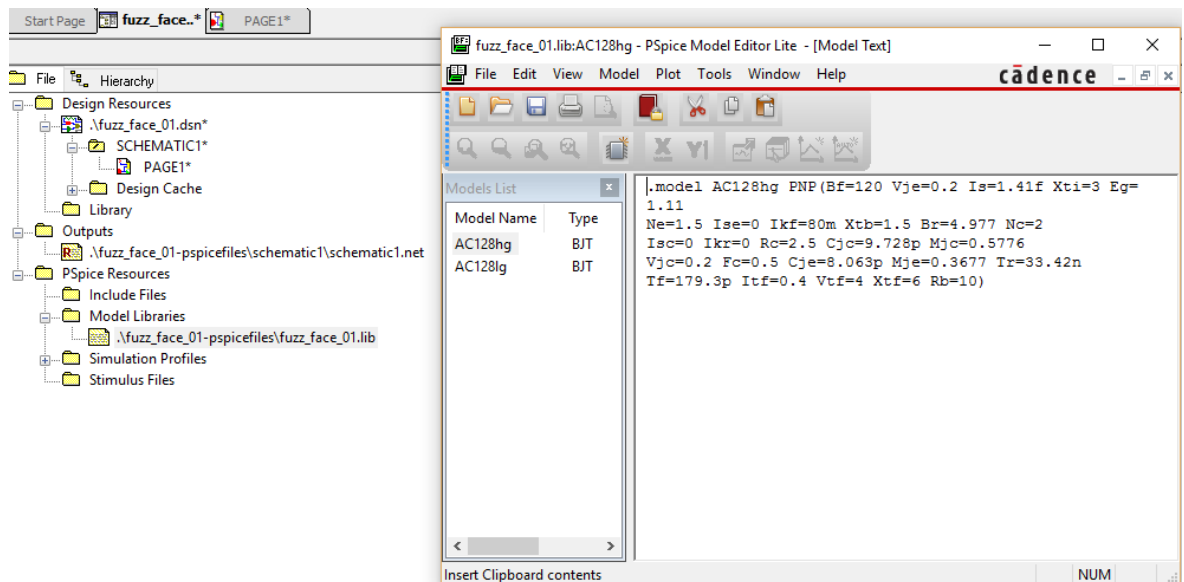 Start Page
fuzz_face..*
PAGE1*
File
Hierarchy
Design Resources
.\fuzz_face_01.dsn*
SCHEMATIC1*
PAGE1*
Design Cache
Library
Outputs
.\fuzz_face_01-pspicefiles\schematic1\schematic1.net
PSpice Resources
Include Files
Model Libraries
.\fuzz_face_01-pspicefiles\fuzz_face_01.lib
Simulation Profiles
Stimulus Files
fuzz_face_01.lib:AC128hg - PSpice Model Editor Lite - [Model Text]
File Edit View Model Plot Tools Window Help
cādence
Models List
Model Name Type
AC128hg BJT
AC128lg BJT
.model AC128hg PNP(Bf=120 Vje=0.2 Is=1.41f Xti=3 Eg=
1.11
Ne=1.5 Ise=0 Ikf=80m Xtb=1.5 Br=4.977 Nc=2
Isc=0 Ikr=0 Rc=2.5 Cjc=9.728p Mjc=0.5776
Vjc=0.2 Fc=0.5 Cje=8.063p Mje=0.3677 Tr=33.42n
Tf=179.3p Itf=0.4 Vtf=4 Xtf=6 Rb=10)
Insert Clipboard contents
NUM